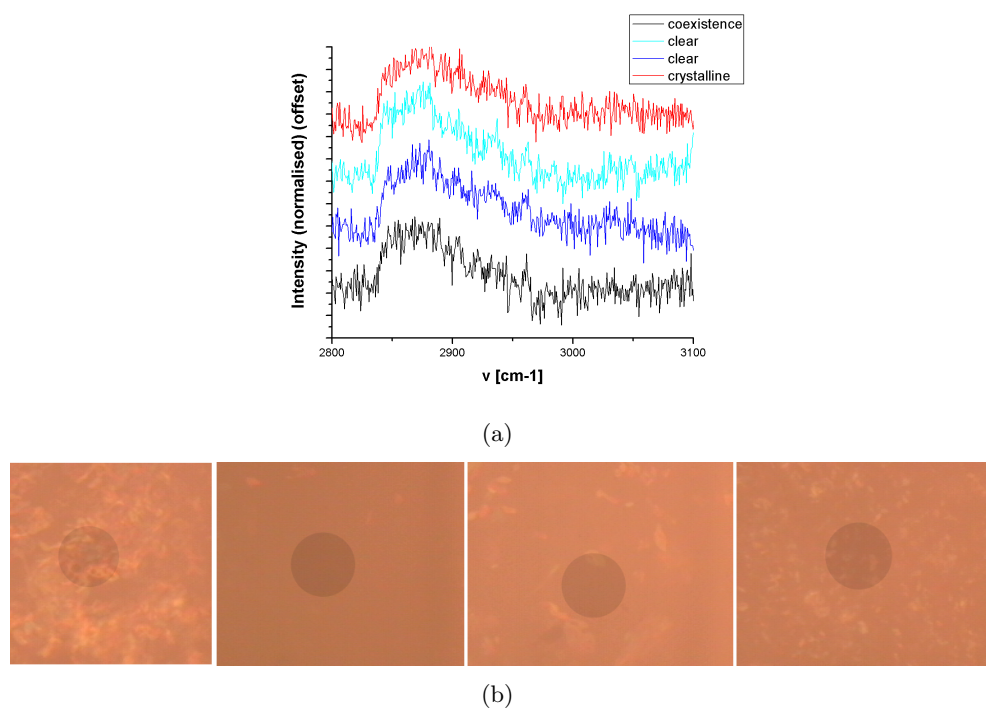 coexistence
clear
clear
crystalline
Intensity (normalised) (offset)
2800
2900
3000
3100
v [cm-1]
(a)
(b)